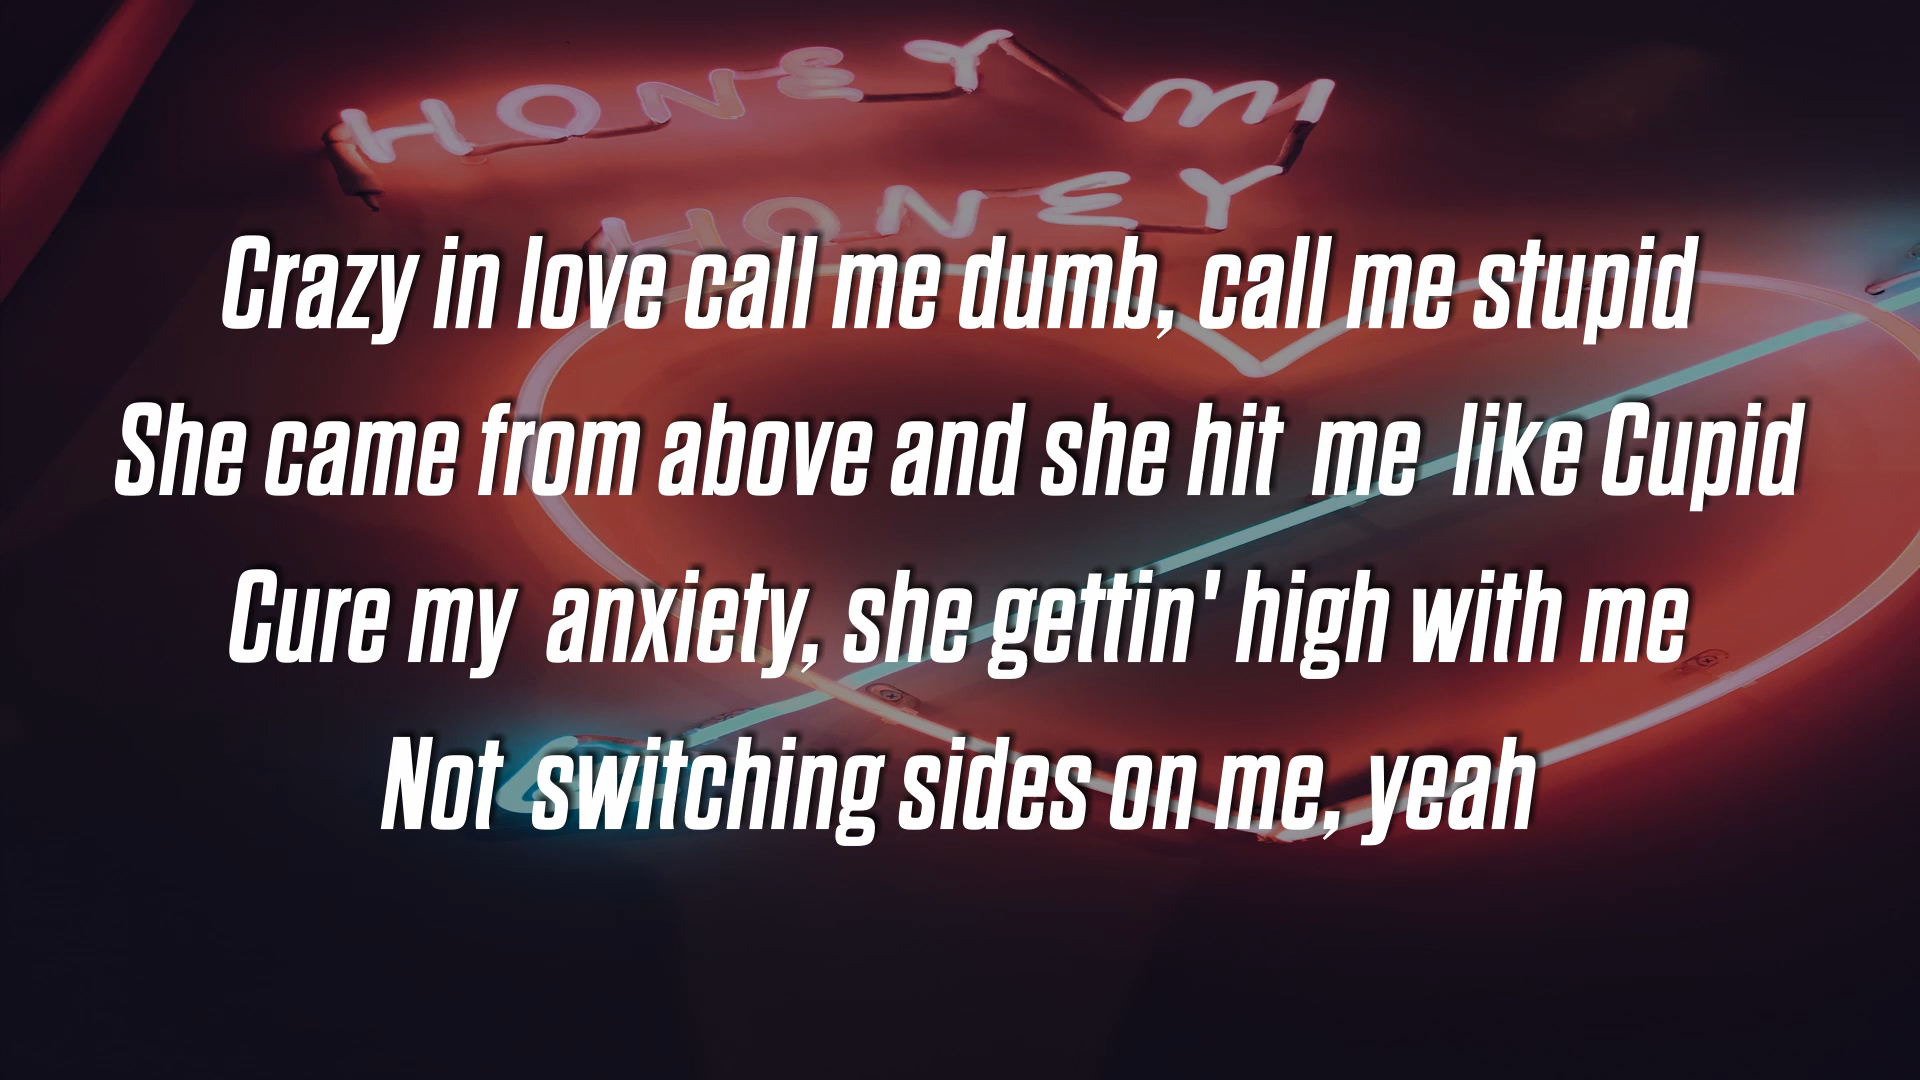 HONEY MI
HONEY
Crazy in love call me dumb, call me stupid
She came from above and she hit me like Cupid
Cure my anxiety, she gettin' high with me
Not switching sides on me, yeah